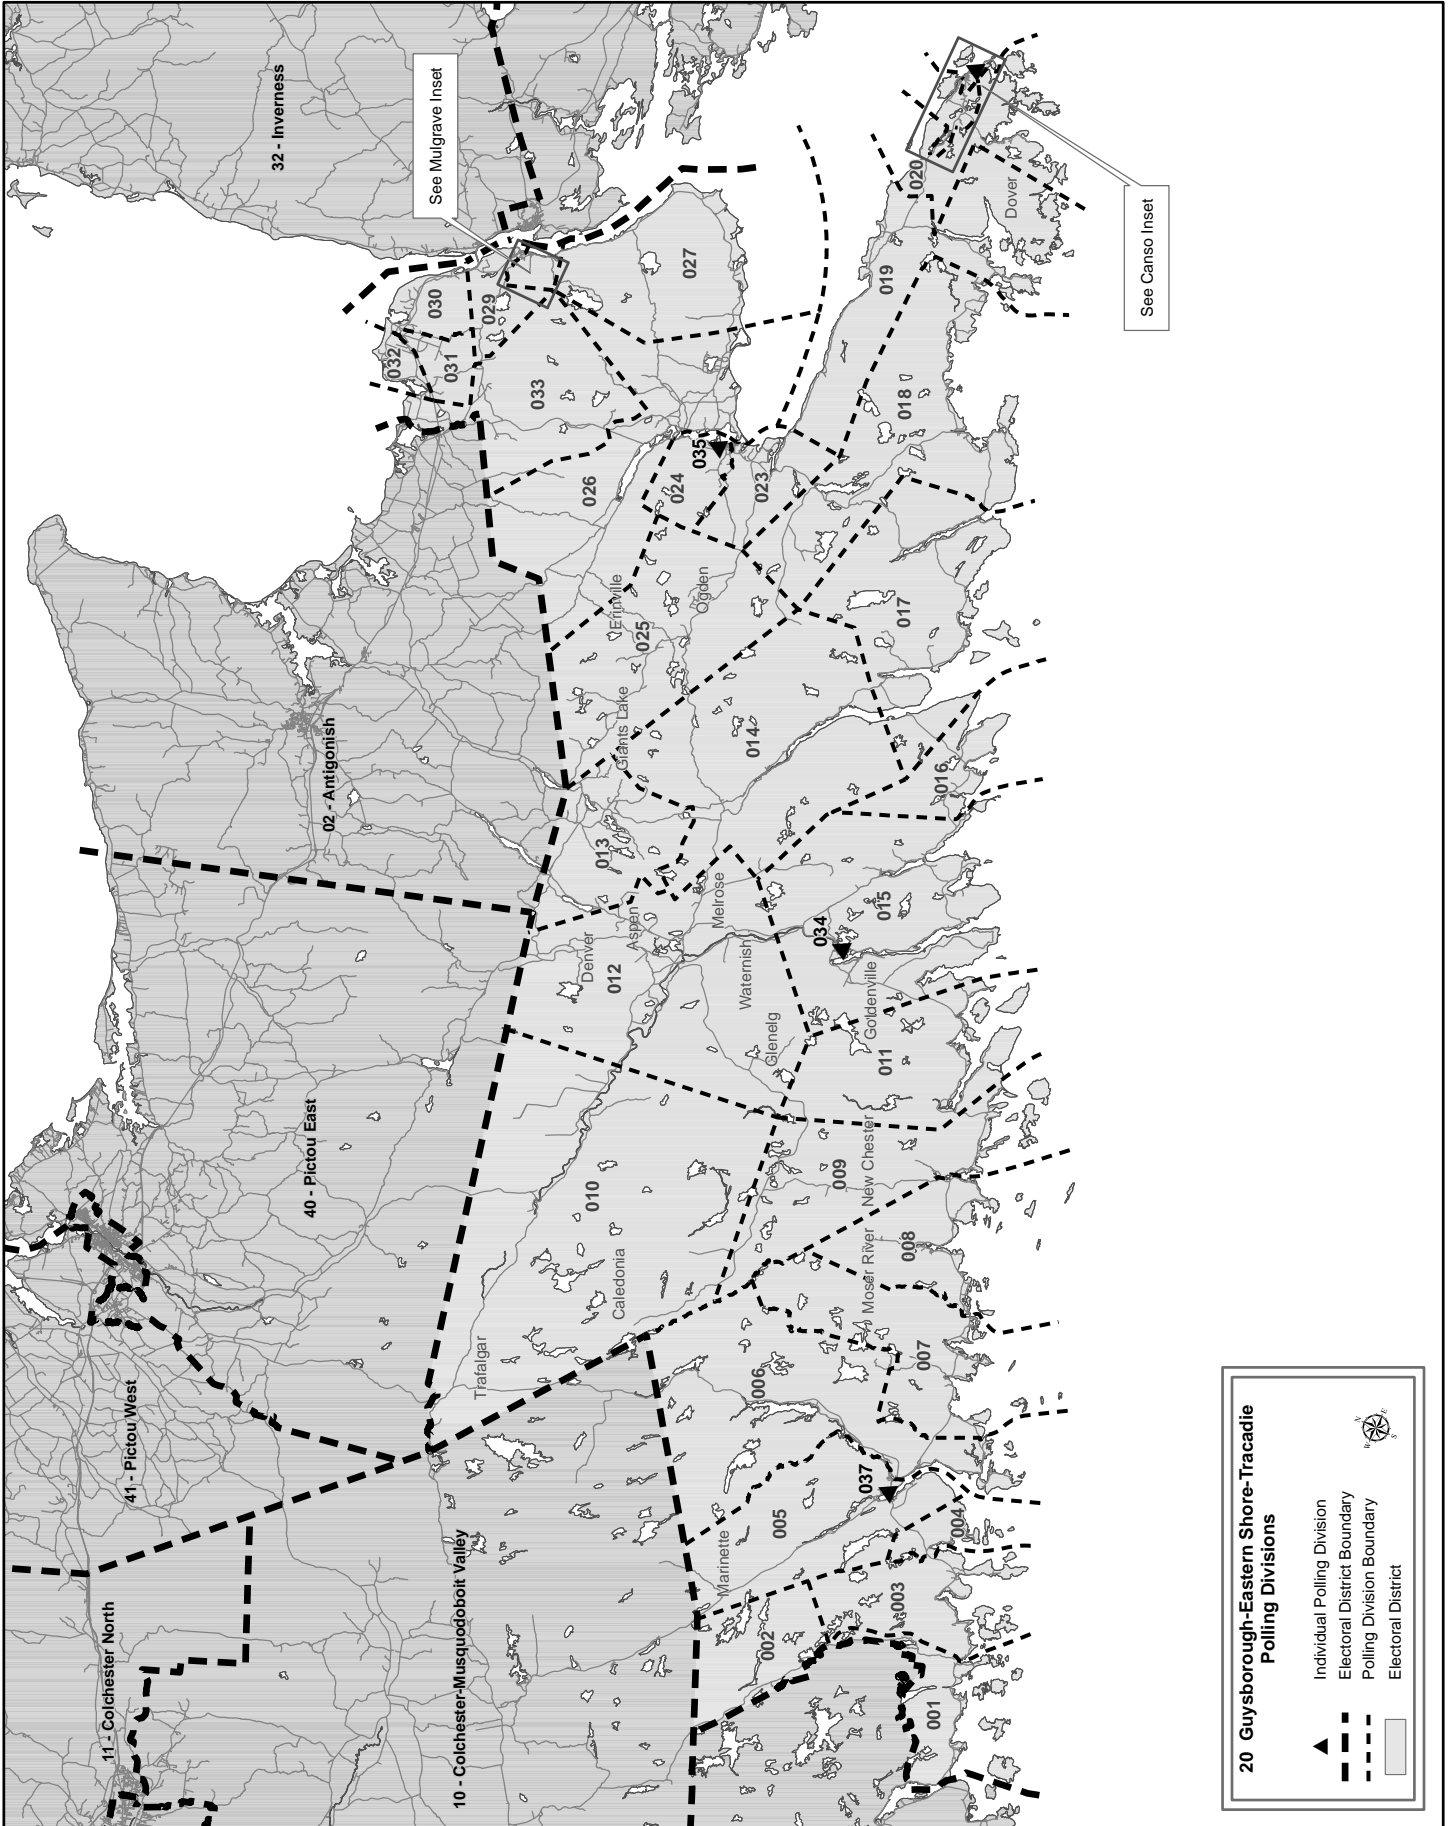 32 - Inverness
See Mulgrave Inset
020
Dover
See Canso Inset
019
027
030
029
032
031
033
018
035
024
023
026
Erinville
025
Ogden
017
Giants Lake
014
016
02 - Antigonish
013
Aspen
Melrose
015
034
Denver
012
Waternish
Goldenville
Glenelg
011
40 - Pictou East
010
009
New Chester
Caledonia
Moser River
008
Trafalgar
006
007
41 - Pictou West
037
005
004
Marinette
10 - Colchester-Musquodoboit Valley
11 - Colchester North
003
002
001
20 Guysborough-Eastern Shore-Tracadie
Polling Divisions
Individual Polling Division
Electoral District Boundary
Polling Division Boundary
Electoral District
N
E
S
W